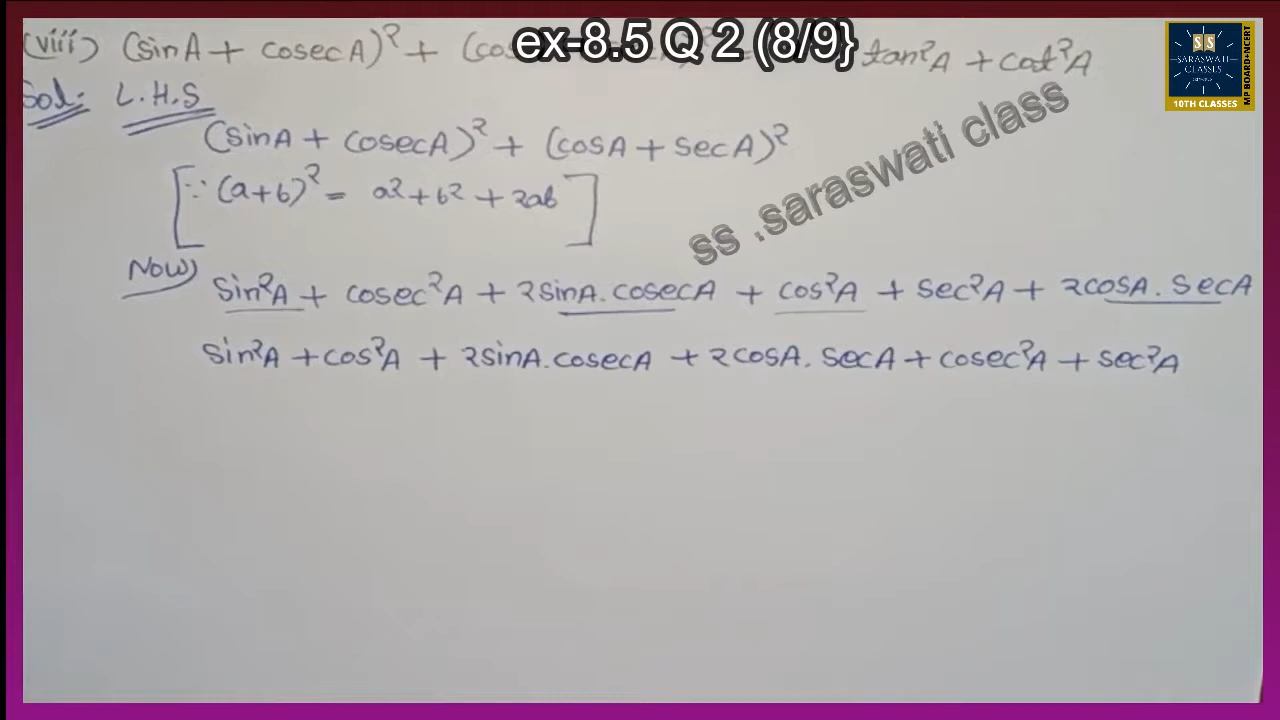 ex=8.5 Q 2 (8/9}
(viii) (sinA + cosecA)² + (cos tan²A + cot²A
Sol. L.H.S
(sinA + cosecA)² + (cosA + secA)²
[∵ (a+b)² = a² + b² + 2ab]
Now
sin²A + cosec²A + 2sinA.cosecA + cos²A + sec²A + 2cosA.secA
sin²A + cos²A + 2sinA.cosecA + 2cosA.secA + cosec²A + sec²A
ss .saraswati class
SS
SARASWATI
CLASSES
10TH CLASSES
MP BOARD-NCERT